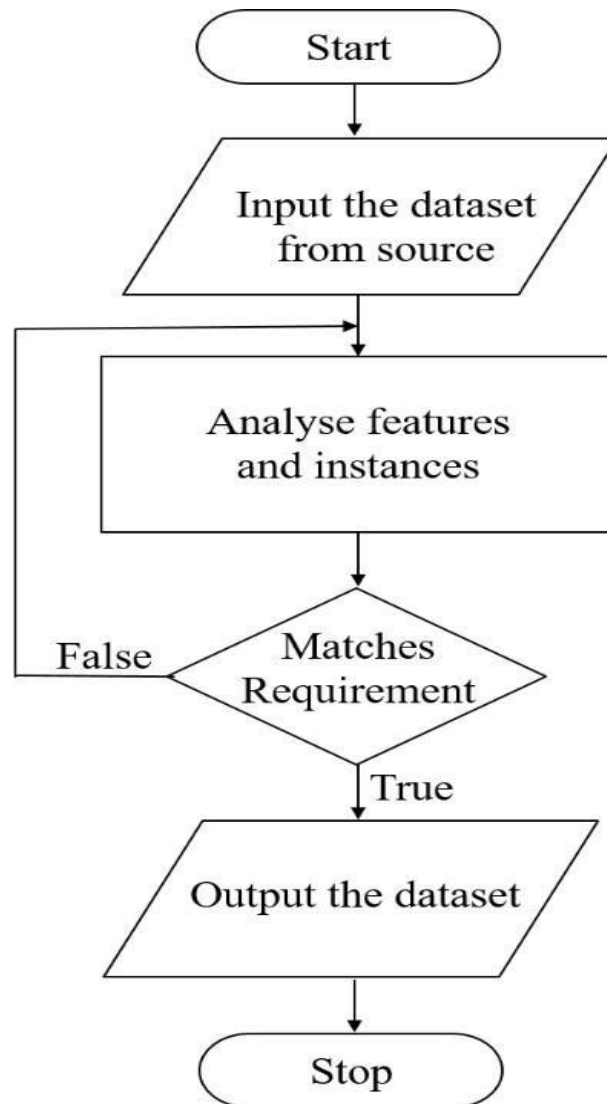 Start
Input the dataset
from source
Analyse features
and instances
Matches
Requirement
False
True
Output the dataset
Stop